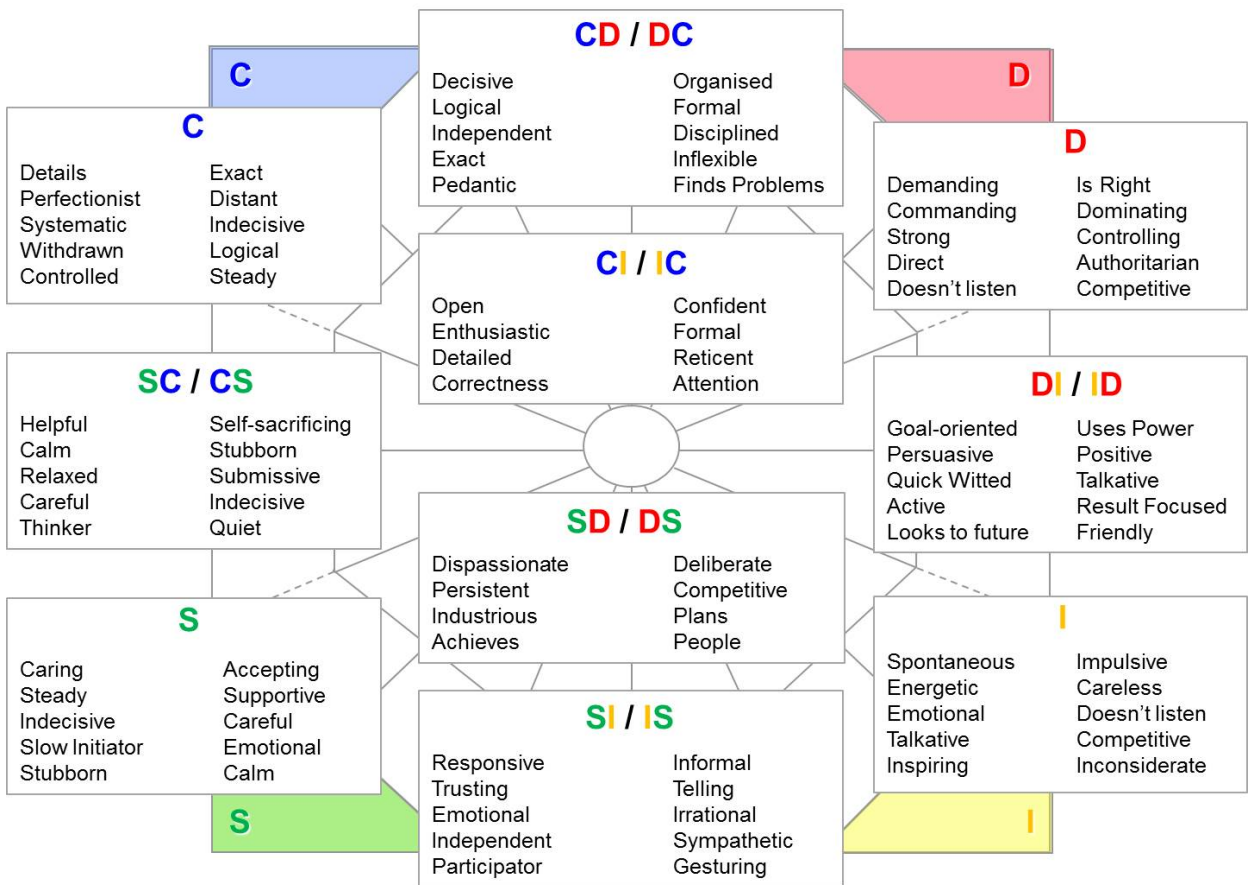 C
D
CD / DC
Decisive Organised
Logical Formal
Independent Disciplined
Exact Inflexible
Pedantic Finds Problems
C
Details Exact
Perfectionist Distant
Systematic Indecisive
Withdrawn Logical
Controlled Steady
D
Demanding Is Right
Commanding Dominating
Strong Controlling
Direct Authoritarian
Doesn’t listen Competitive
CI / IC
Open Confident
Enthusiastic Formal
Detailed Reticent
Correctness Attention
SC / CS
Helpful Self-sacrificing
Calm Stubborn
Relaxed Submissive
Careful Indecisive
Thinker Quiet
DI / ID
Goal-oriented Uses Power
Persuasive Positive
Quick Witted Talkative
Active Result Focused
Looks to future Friendly
SD / DS
Dispassionate Deliberate
Persistent Competitive
Industrious Plans
Achieves People
S
Caring Accepting
Steady Supportive
Indecisive Careful
Slow Initiator Emotional
Stubborn Calm
I
Spontaneous Impulsive
Energetic Careless
Emotional Doesn’t listen
Talkative Competitive
Inspiring Inconsiderate
SI / IS
Responsive Informal
Trusting Telling
Emotional Irrational
Independent Sympathetic
Participator Gesturing
S
I